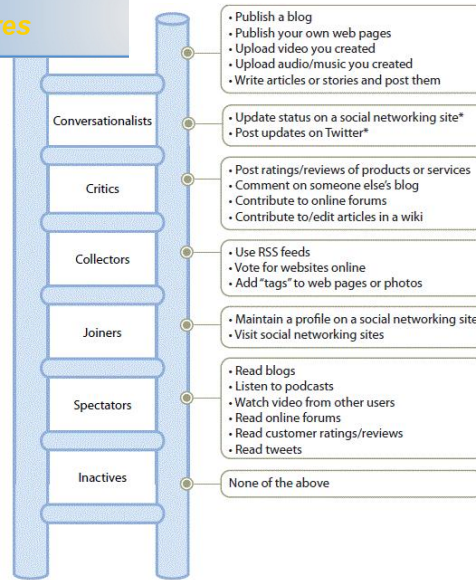 res
• Publish a blog
• Publish your own web pages
• Upload video you created
• Upload audio/music you created
• Write articles or stories and post them
Conversationalists
• Update status on a social networking site*
• Post updates on Twitter*
Critics
• Post ratings/reviews of products or services
• Comment on someone else's blog
• Contribute to online forums
• Contribute to/edit articles in a wiki
Collectors
• Use RSS feeds
• Vote for websites online
• Add "tags" to web pages or photos
Joiners
• Maintain a profile on a social networking site
• Visit social networking sites
Spectators
• Read blogs
• Listen to podcasts
• Watch video from other users
• Read online forums
• Read customer ratings/reviews
• Read tweets
Inactives
None of the above